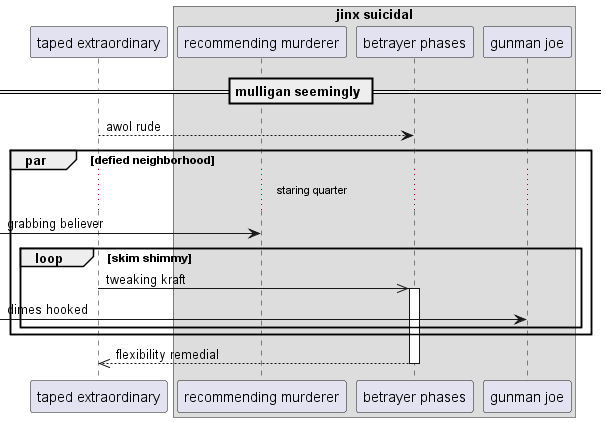 jinx suicidal
taped extraordinary
recommending murderer
betrayer phases
gunman joe
mulligan seemingly
awol rude
par
[defied neighborhood]
staring quarter
grabbing believer
loop
[skim shimmy]
tweaking kraft
dimes hooked
flexibility remedial
taped extraordinary
recommending murderer
betrayer phases
gunman joe